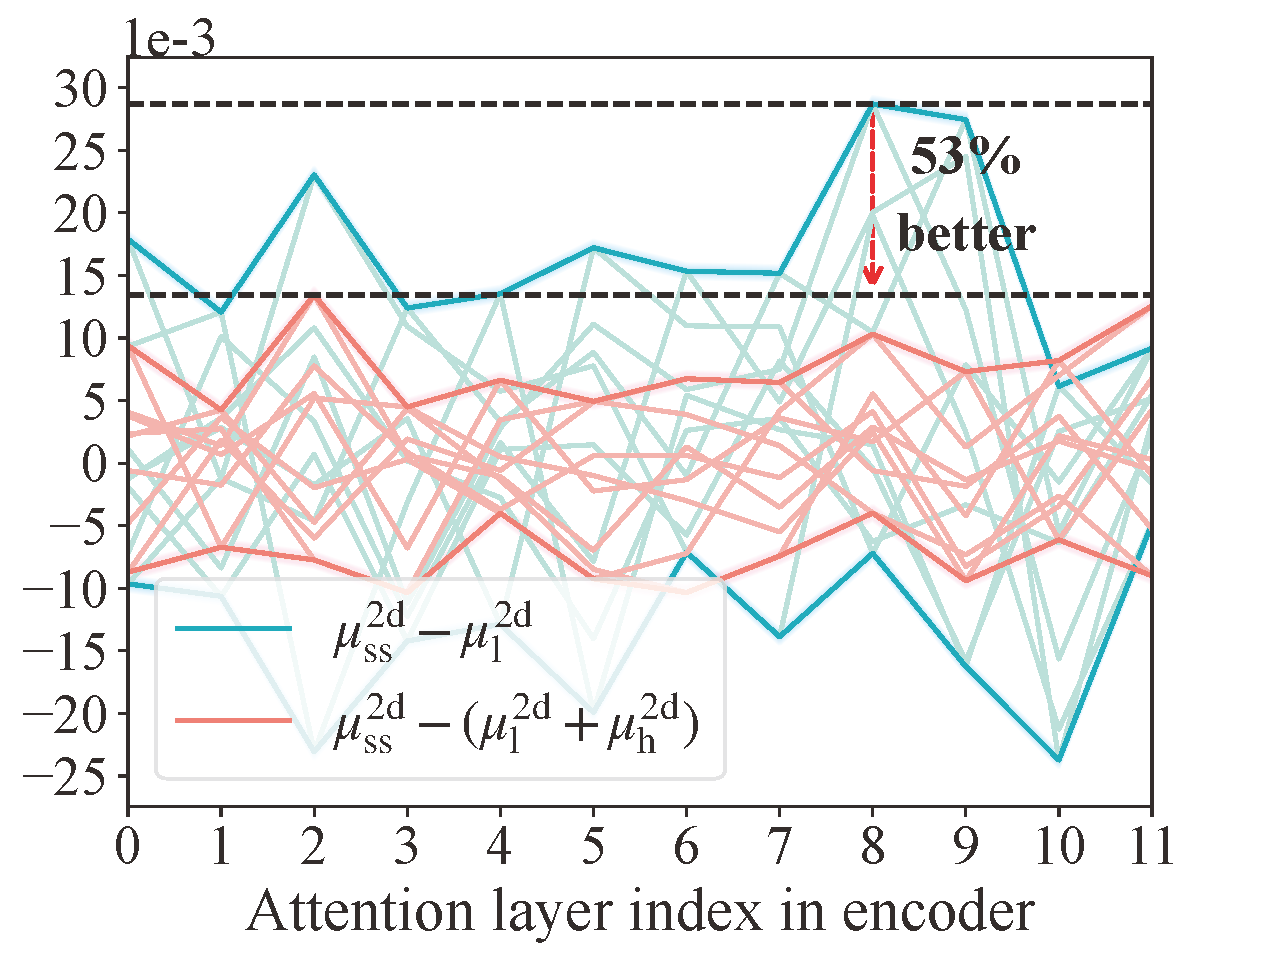 1e-3
30
25
20
15
10
5
0
−5
−10
−15
−20
−25
53%
better
μ_ss^2d − μ_l^2d
μ_ss^2d − (μ_l^2d + μ_h^2d)
0 1 2 3 4 5 6 7 8 9 10 11
Attention layer index in encoder